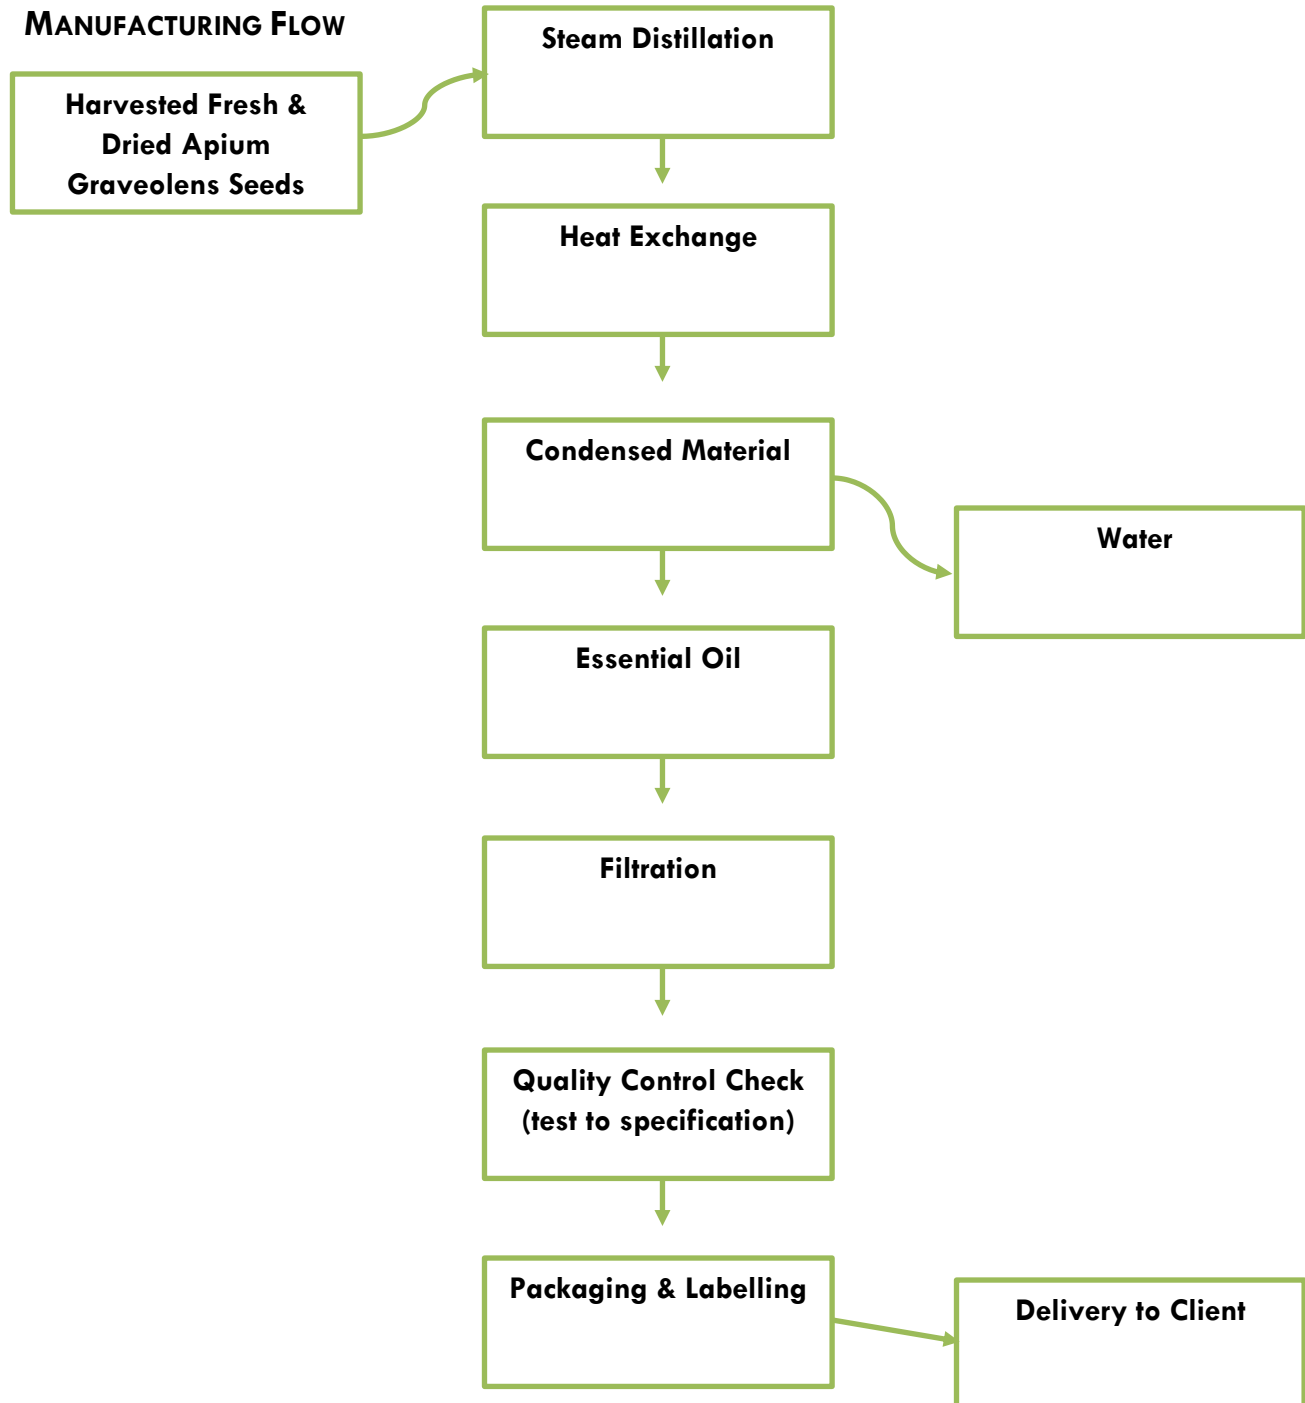 MANUFACTURING FLOW
Harvested Fresh &
Dried Apium
Graveolens Seeds
Steam Distillation
Heat Exchange
Condensed Material
Water
Essential Oil
Filtration
Quality Control Check
(test to specification)
Packaging & Labelling
Delivery to Client